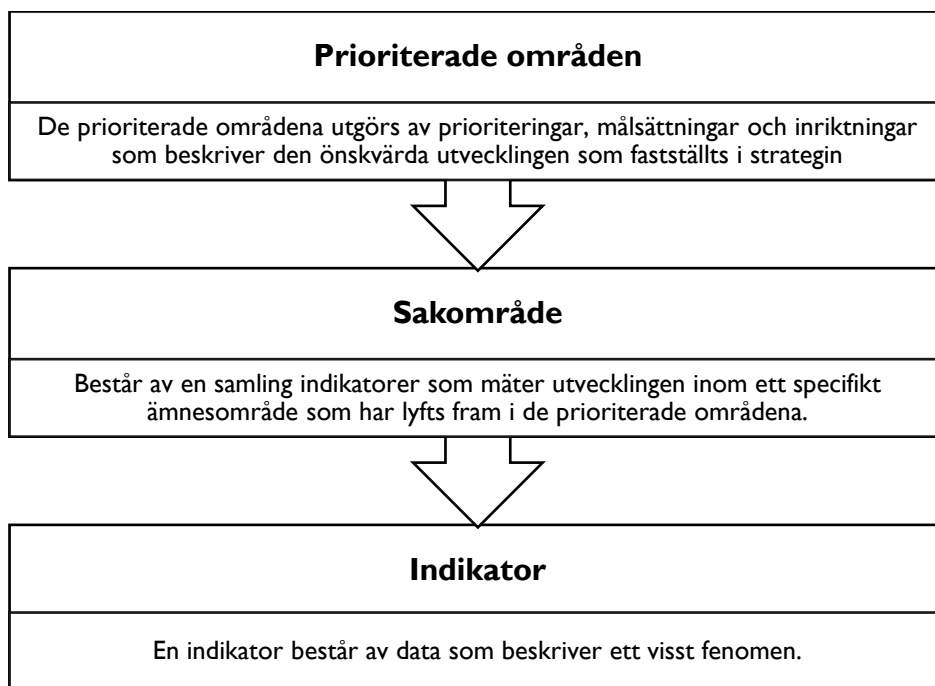 Prioriterade områden
De prioriterade områdena utgörs av prioriteringar, målsättningar och inriktningar
som beskriver den önskvärda utvecklingen som fastställts i strategin
Sakområde
Består av en samling indikatorer som mäter utvecklingen inom ett specifikt
ämnesområde som har lyfts fram i de prioriterade områdena.
Indikator
En indikator består av data som beskriver ett visst fenomen.